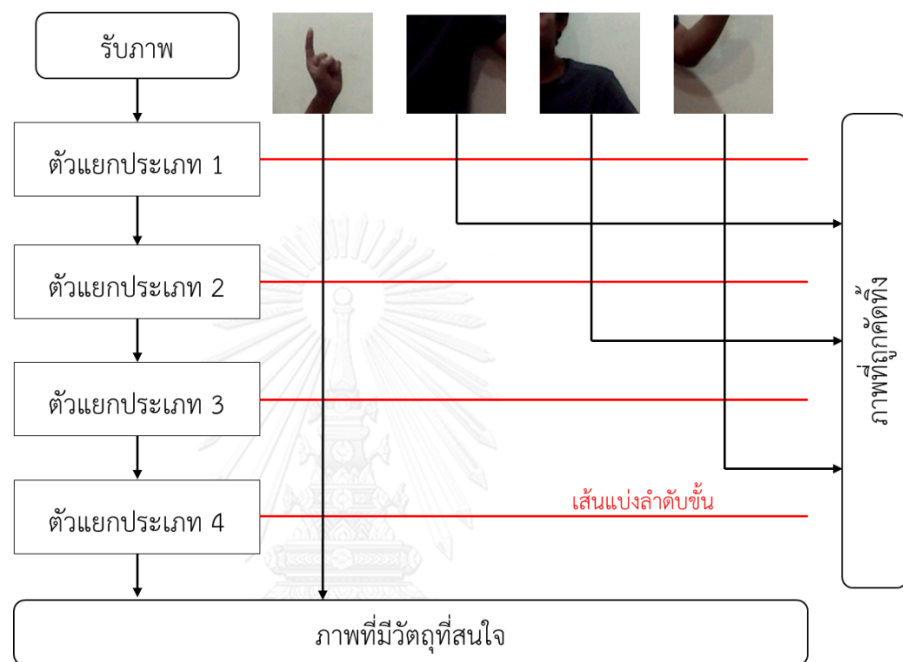 รับภาพ
ตัวแยกประเภท 1
ตัวแยกประเภท 2
ตัวแยกประเภท 3
เส้นแบ่งลำดับขั้น
ตัวแยกประเภท 4
ภาพที่ถูกคัดทิ้ง
ภาพที่มีวัตถุที่สนใจ